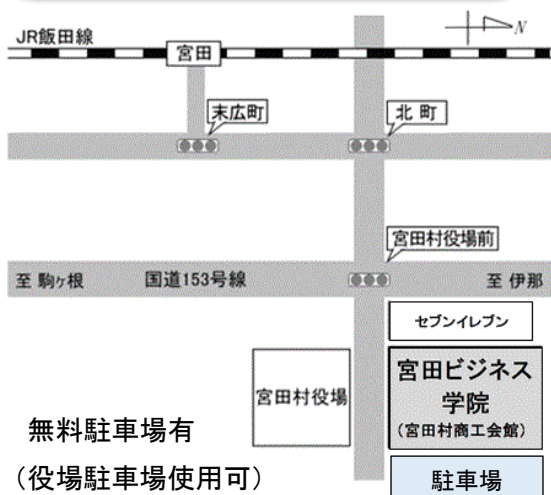 JR飯田線
N
宮田
末広町
北町
宮田村役場前
至 駒ヶ根
国道153号線
至 伊那
セブンイレブン
宮田ビジネス
学院
(宮田村商工会館)
宮田村役場
無料駐車場有
(役場駐車場使用可)
駐車場